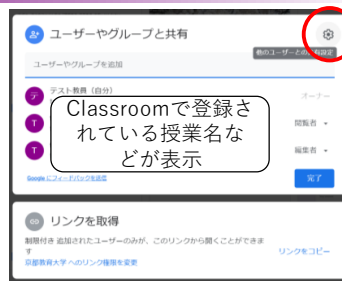 ユーザーやグループと共有
他のユーザーとの共有設定
ユーザーやグループを追加
テ テスト教員（自分）
オーナー
Classroomで登録さ
れている授業名な
どが表示
T 閲覧者
T 編集者
Googleにフィードバックを送信
完了
リンクを取得
制限付き 追加されたユーザーのみが、このリンクから開くことができま
す
リンクをコピー
京都教育大学 へのリンク権限を変更